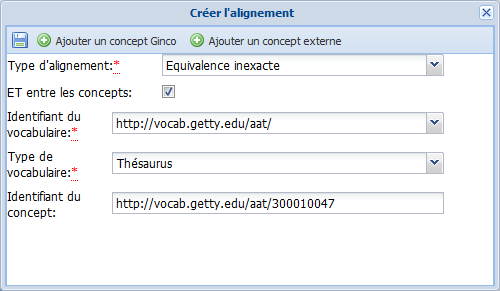 Créer l'alignement
Ajouter un concept Ginco Ajouter un concept externe
Type d'alignement:* Equivalence inexacte
ET entre les concepts:
Identifiant du
vocabulaire:* http://vocab.getty.edu/aat/
Type de
vocabulaire:* Thésaurus
Identifiant du
concept: http://vocab.getty.edu/aat/300010047